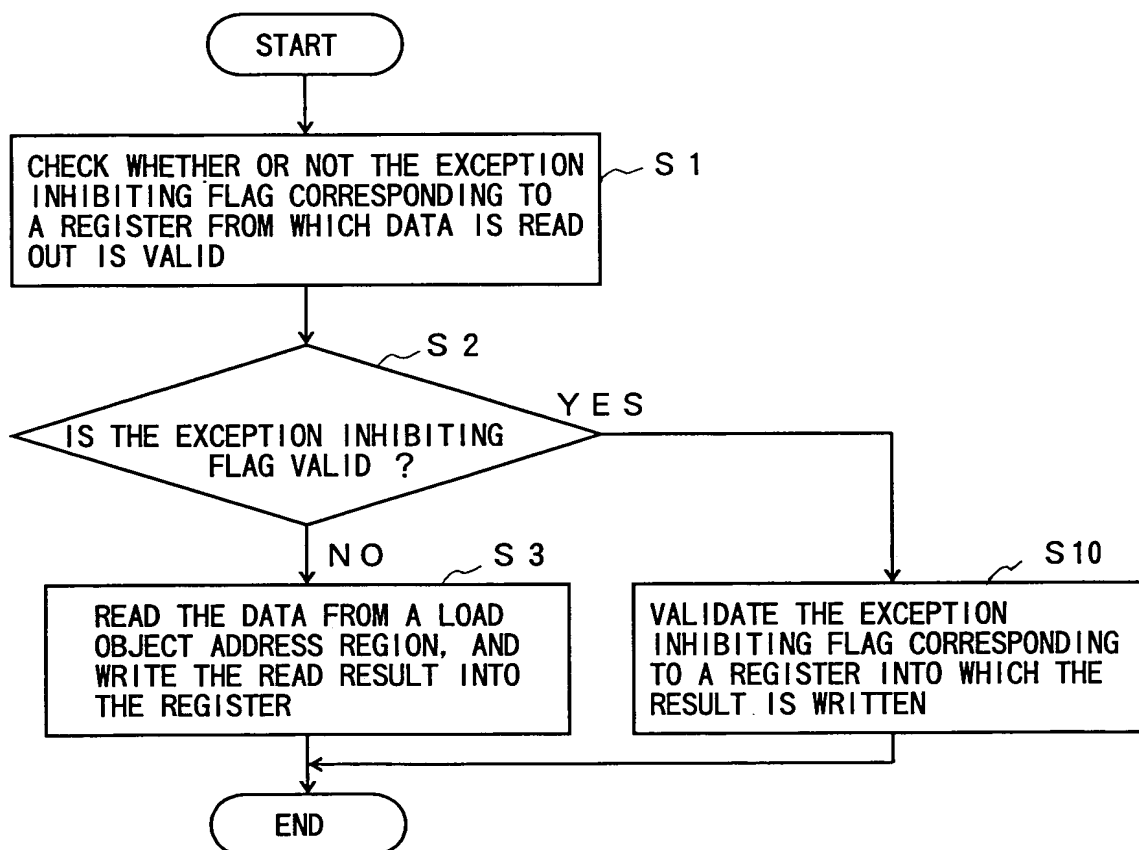 START
CHECK WHETHER OR NOT THE EXCEPTION
INHIBITING FLAG CORRESPONDING TO
A REGISTER FROM WHICH DATA IS READ
OUT IS VALID
S 1
S 2
IS THE EXCEPTION INHIBITING
FLAG VALID ?
YES
NO
S 3
READ THE DATA FROM A LOAD
OBJECT ADDRESS REGION, AND
WRITE THE READ RESULT INTO
THE REGISTER
S10
VALIDATE THE EXCEPTION
INHIBITING FLAG CORRESPONDING
TO A REGISTER INTO WHICH THE
RESULT IS WRITTEN
END